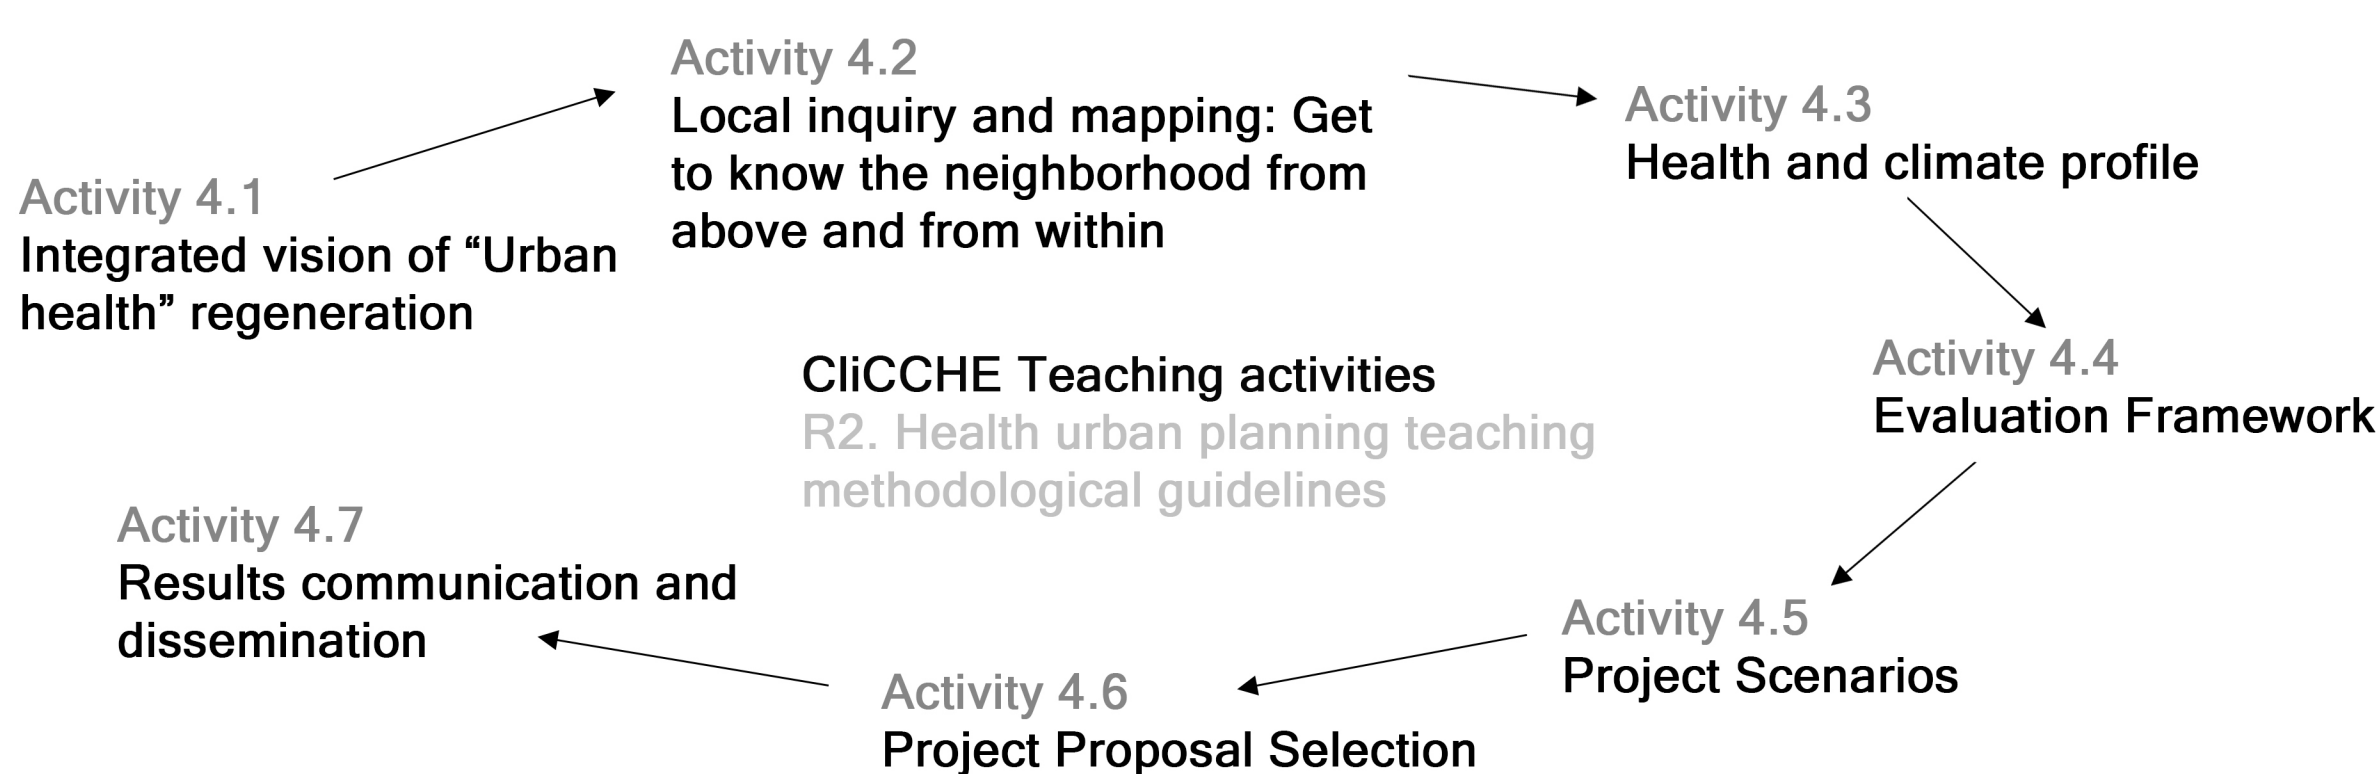 Activity 4.1
Integrated vision of “Urban
health” regeneration
Activity 4.2
Local inquiry and mapping: Get
to know the neighborhood from
above and from within
Activity 4.3
Health and climate profile
Activity 4.4
Evaluation Framework
Activity 4.5
Project Scenarios
Activity 4.6
Project Proposal Selection
Activity 4.7
Results communication and
dissemination
CliCCHE Teaching activities
R2. Health urban planning teaching
methodological guidelines